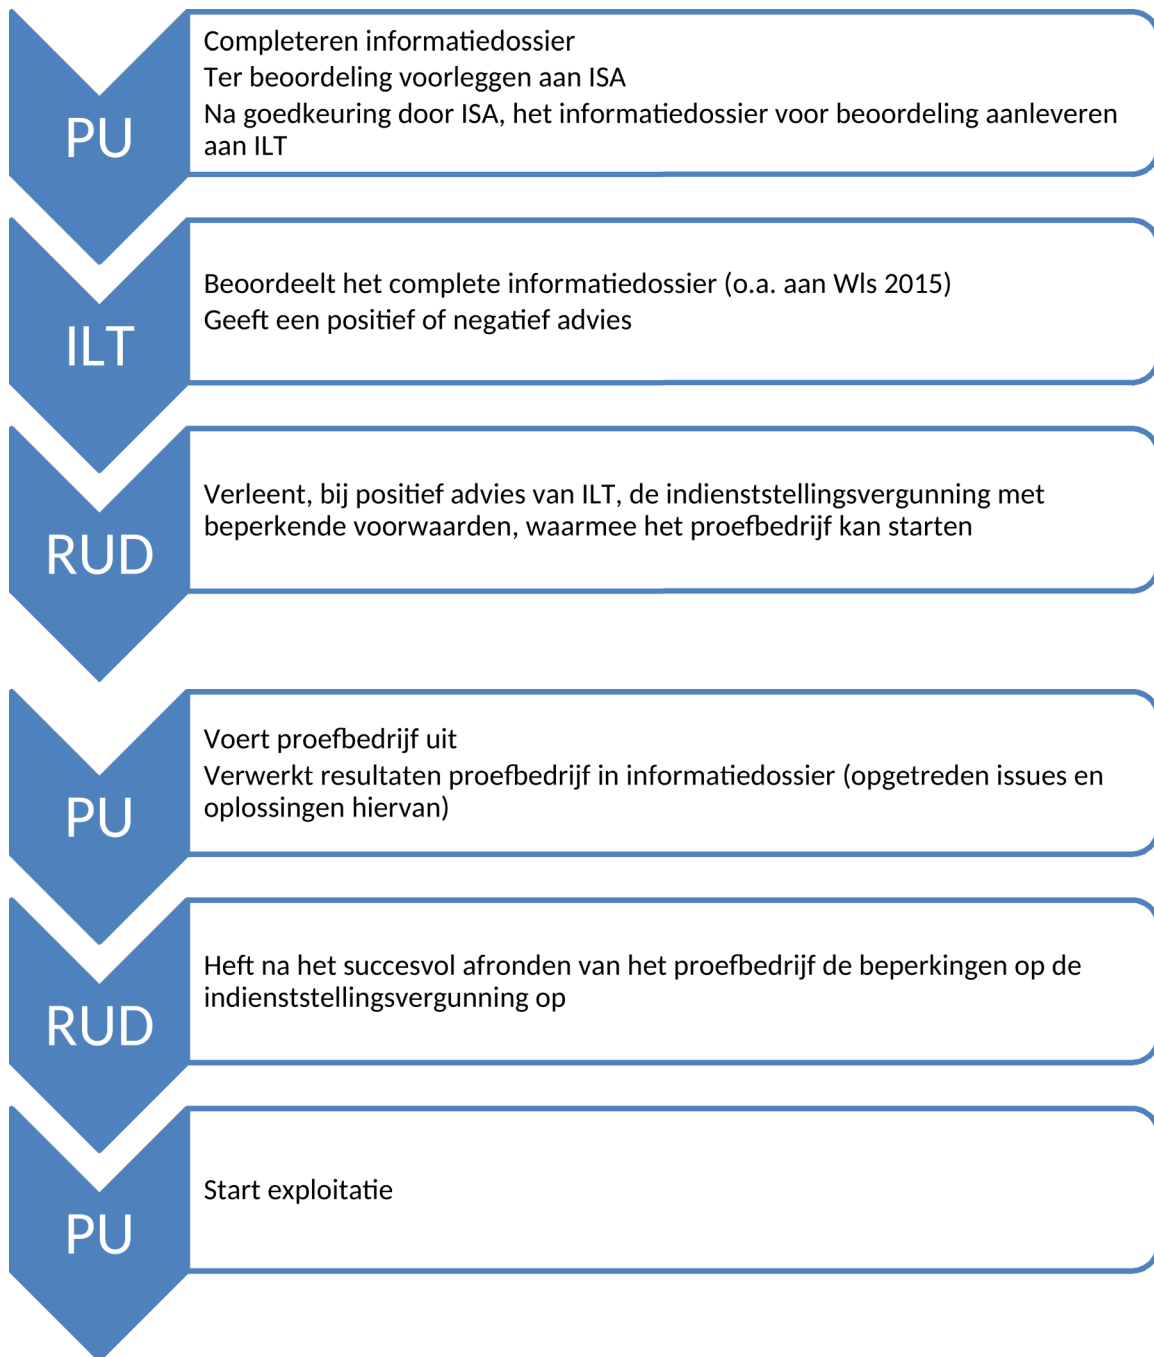 PU
Completeren informatiedossier
Ter beoordeling voorleggen aan ISA
Na goedkeuring door ISA, het informatiedossier voor beoordeling aanleveren
aan ILT
ILT
Beoordeelt het complete informatiedossier (o.a. aan Wls 2015)
Geeft een positief of negatief advies
RUD
Verleent, bij positief advies van ILT, de indienststellingsvergunning met
beperkende voorwaarden, waarmee het proefbedrijf kan starten
PU
Voert proefbedrijf uit
Verwerkt resultaten proefbedrijf in informatiedossier (opgetreden issues en
oplossingen hiervan)
RUD
Heft na het succesvol afronden van het proefbedrijf de beperkingen op de
indienststellingsvergunning op
PU
Start exploitatie